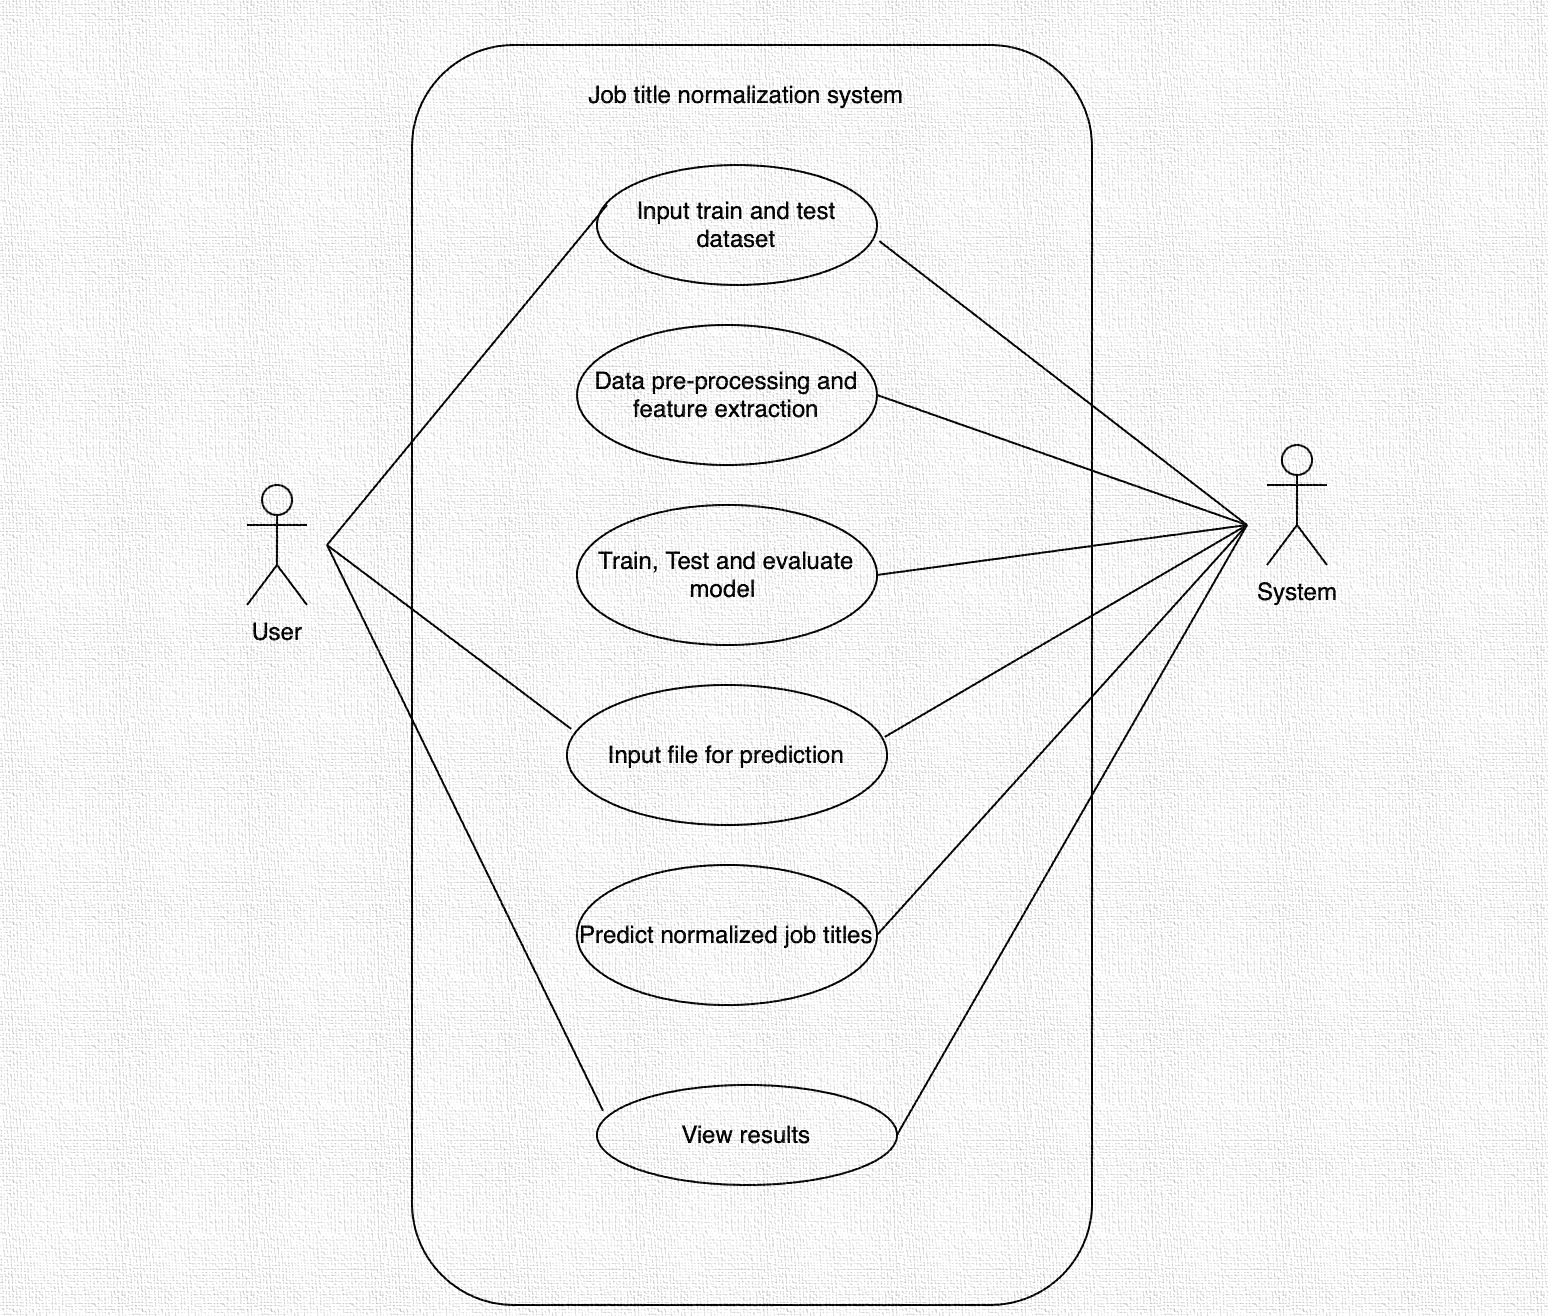 Job title normalization system
Input train and test
dataset
Data pre-processing and
feature extraction
Train, Test and evaluate
model
System
User
Input file for prediction
Predict normalized job titles
View results